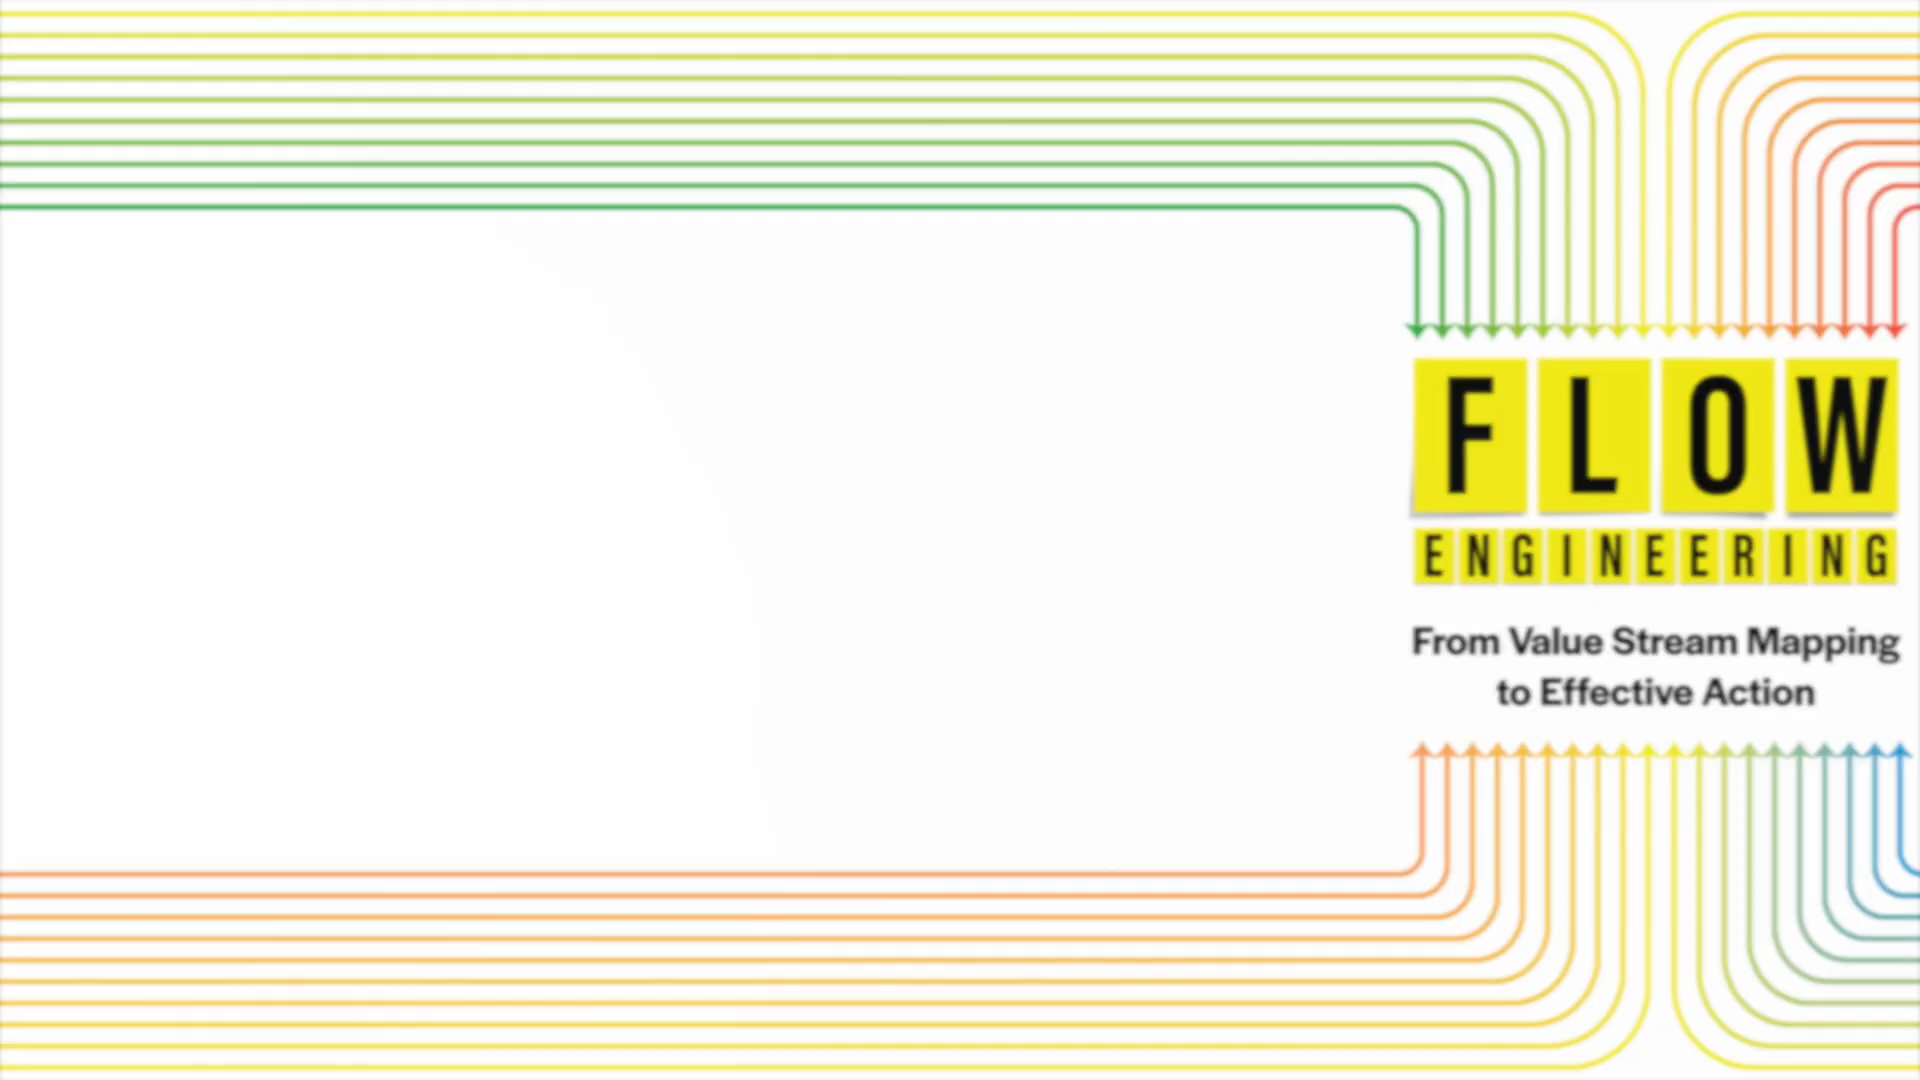 FLOW
ENGINEERING
From Value Stream Mapping
to Effective Action